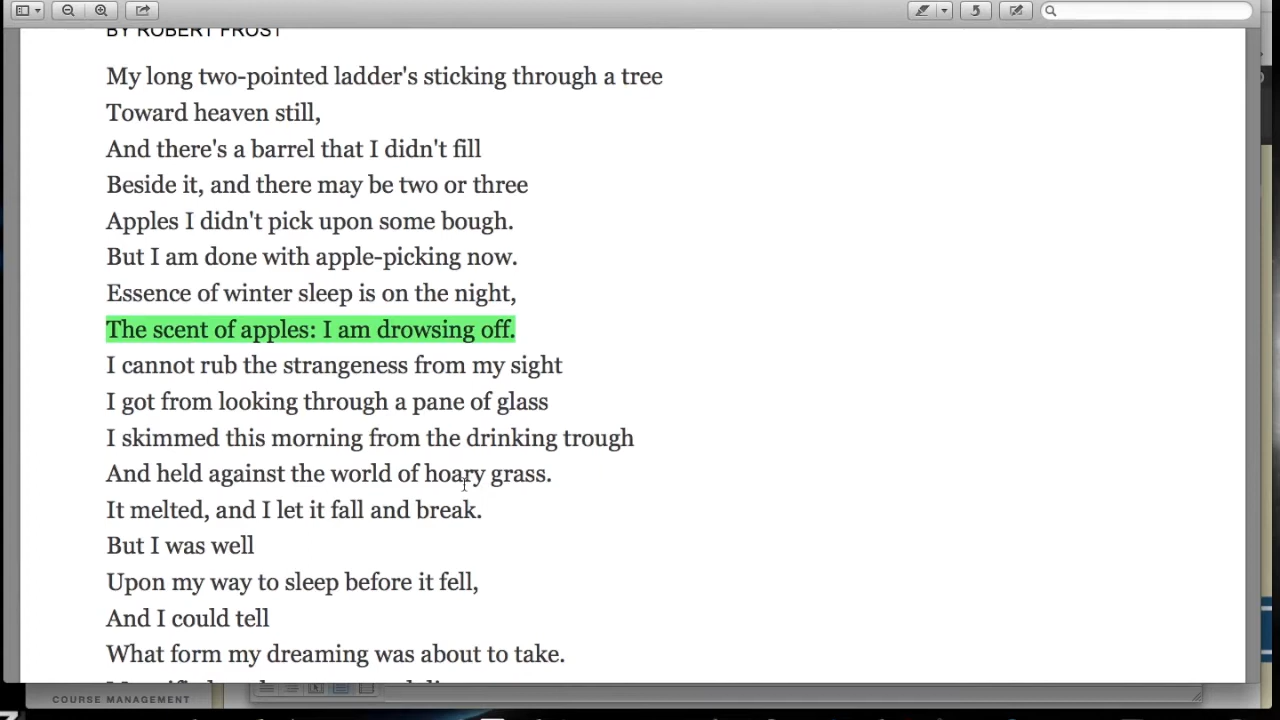 BY ROBERT FROST
My long two-pointed ladder's sticking through a tree
Toward heaven still,
And there's a barrel that I didn't fill
Beside it, and there may be two or three
Apples I didn't pick upon some bough.
But I am done with apple-picking now.
Essence of winter sleep is on the night,
The scent of apples: I am drowsing off.
I cannot rub the strangeness from my sight
I got from looking through a pane of glass
I skimmed this morning from the drinking trough
And held against the world of hoary grass.
It melted, and I let it fall and break.
But I was well
Upon my way to sleep before it fell,
And I could tell
What form my dreaming was about to take.
COURSE MANAGEMENT